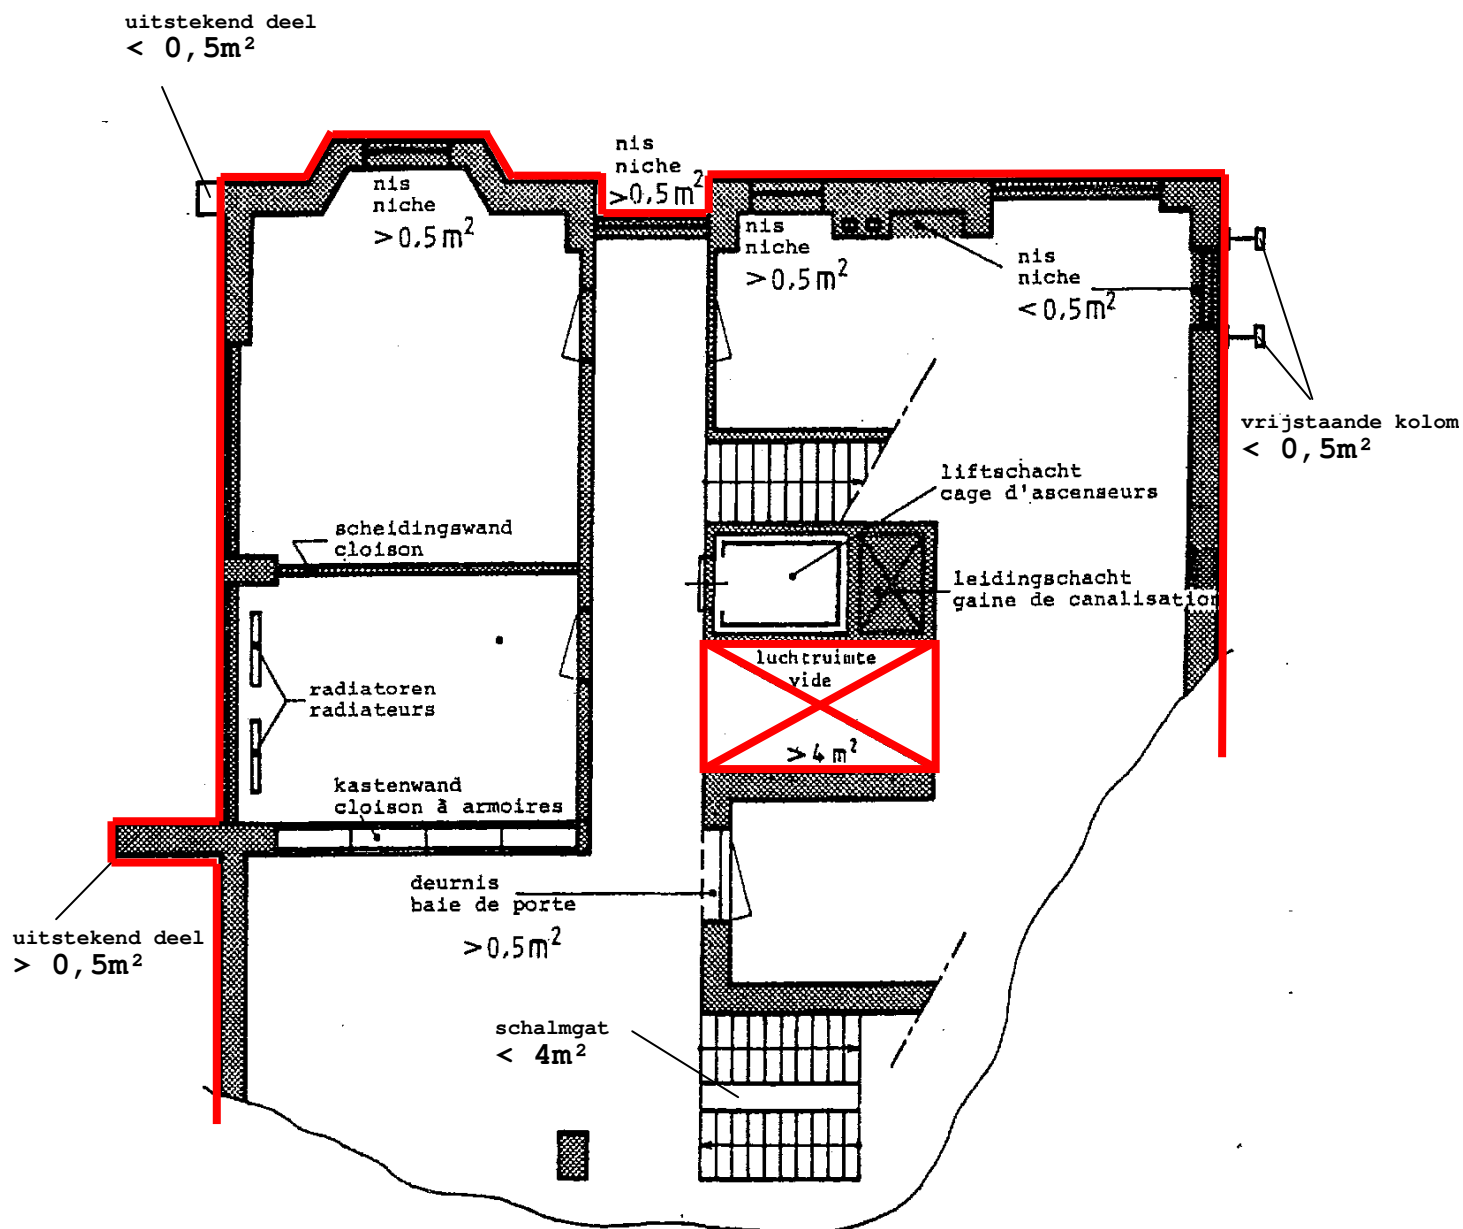 uitstekend deel
< 0,5m²
nis
niche
>0,5m²
nis
niche
>0,5m²
nis
niche
>0,5m²
nis
niche
<0,5m²
vrijstaande kolom
< 0,5m²
liftschacht
cage d'ascenseurs
scheidingswand
cloison
leidingschacht
gaine de canalisation
luchtruimte
vide
>4m²
radiatoren
radiateurs
kastenwand
cloison à armoires
deurnis
baie de porte
>0,5m²
uitstekend deel
> 0,5m²
schalmgat
< 4m²